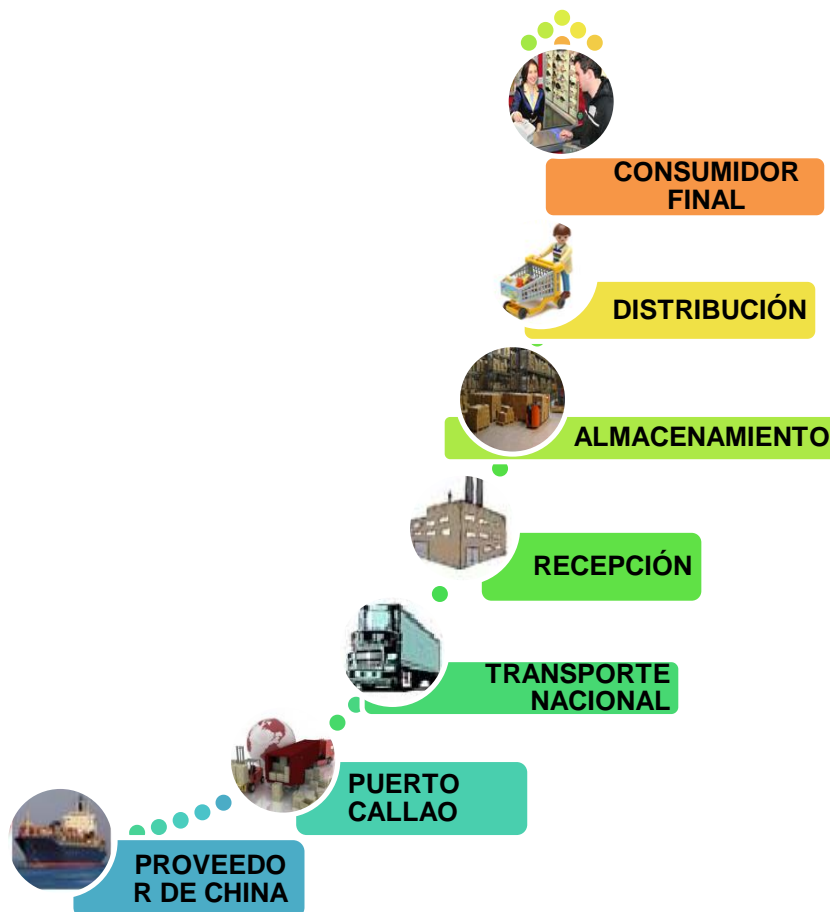 CONSUMIDOR
FINAL
DISTRIBUCIÓN
ALMACENAMIENTO
RECEPCIÓN
TRANSPORTE
NACIONAL
PUERTO
CALLAO
PROVEEDO
R DE CHINA